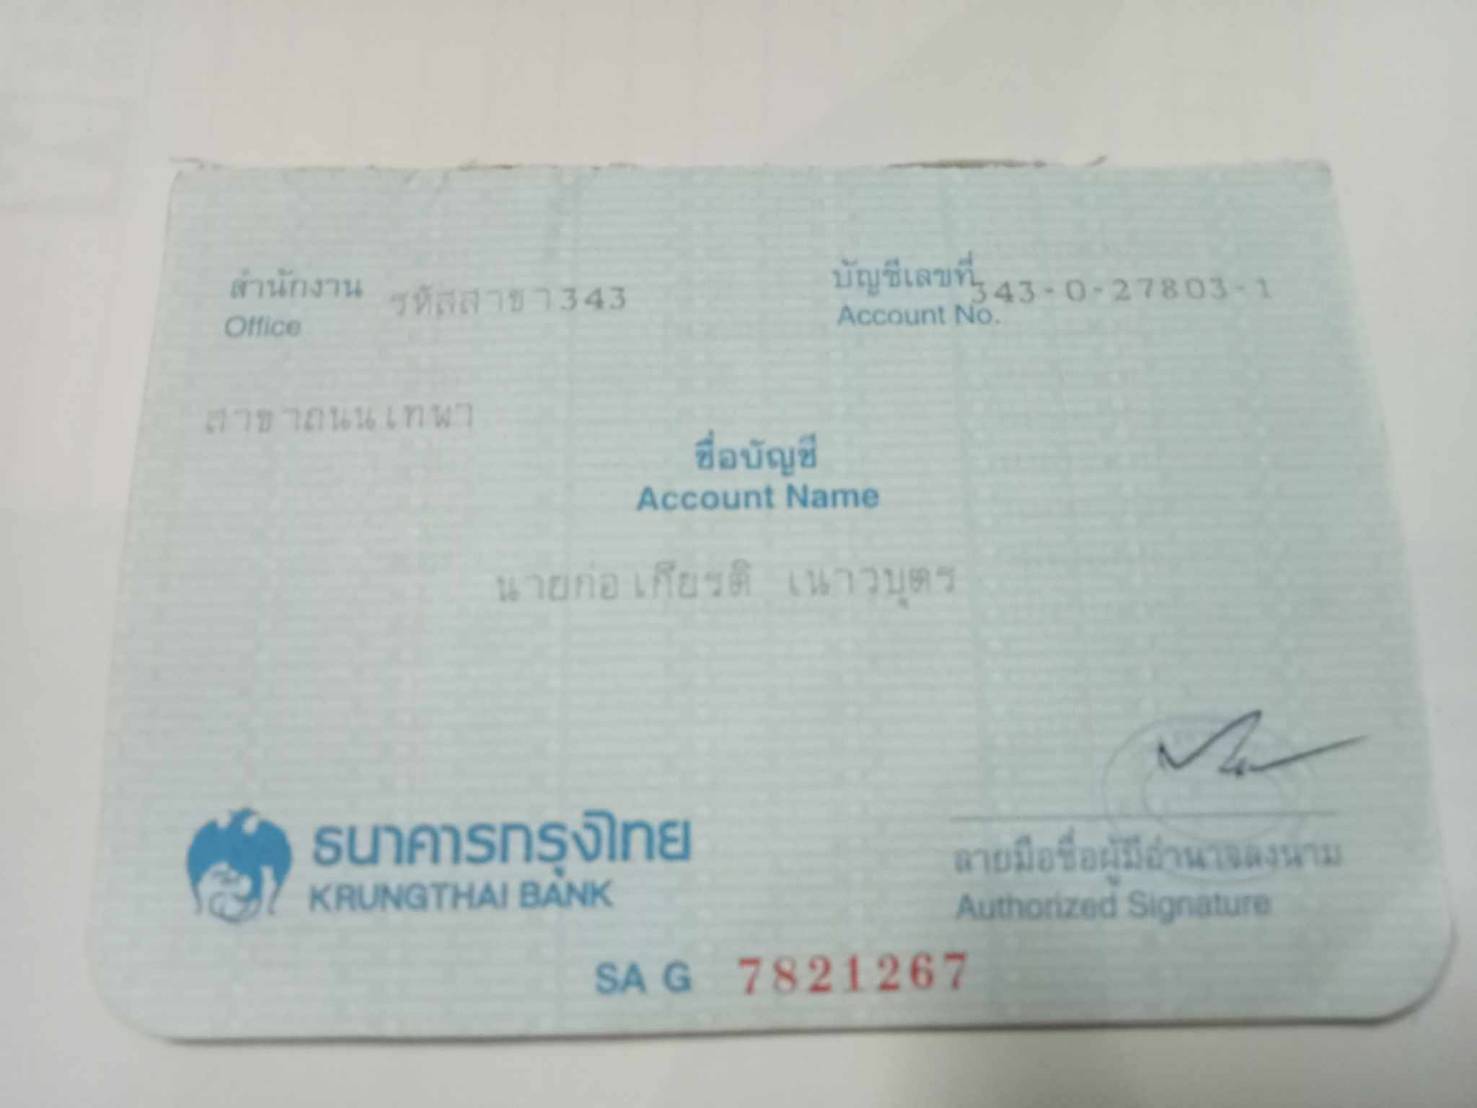 สำนักงาน รหัสสาขา343
Office
บัญชีเลขที่ 343-0-27803-1
Account No.
สาขาถนนเทพา
ชื่อบัญชี
Account Name
นายก่อเกียรติ เนาวบุตร
ธนาคารกรุงไทย
KRUNGTHAI BANK
ลายมือชื่อผู้มีอำนาจลงนาม
Authorized Signature
SA G 7821267